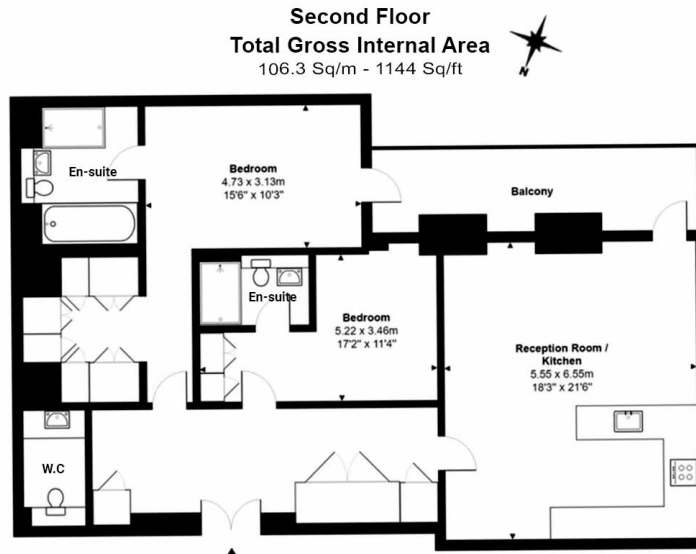 Second Floor
Total Gross Internal Area
106.3 Sq/m - 1144 Sq/ft
N
En-suite
Bedroom
4.73 x 3.13m
15'6" x 10'3"
Balcony
En-suite
Bedroom
5.22 x 3.46m
17'2" x 11'4"
Reception Room /
Kitchen
5.55 x 6.55m
18'3" x 21'6"
W.C